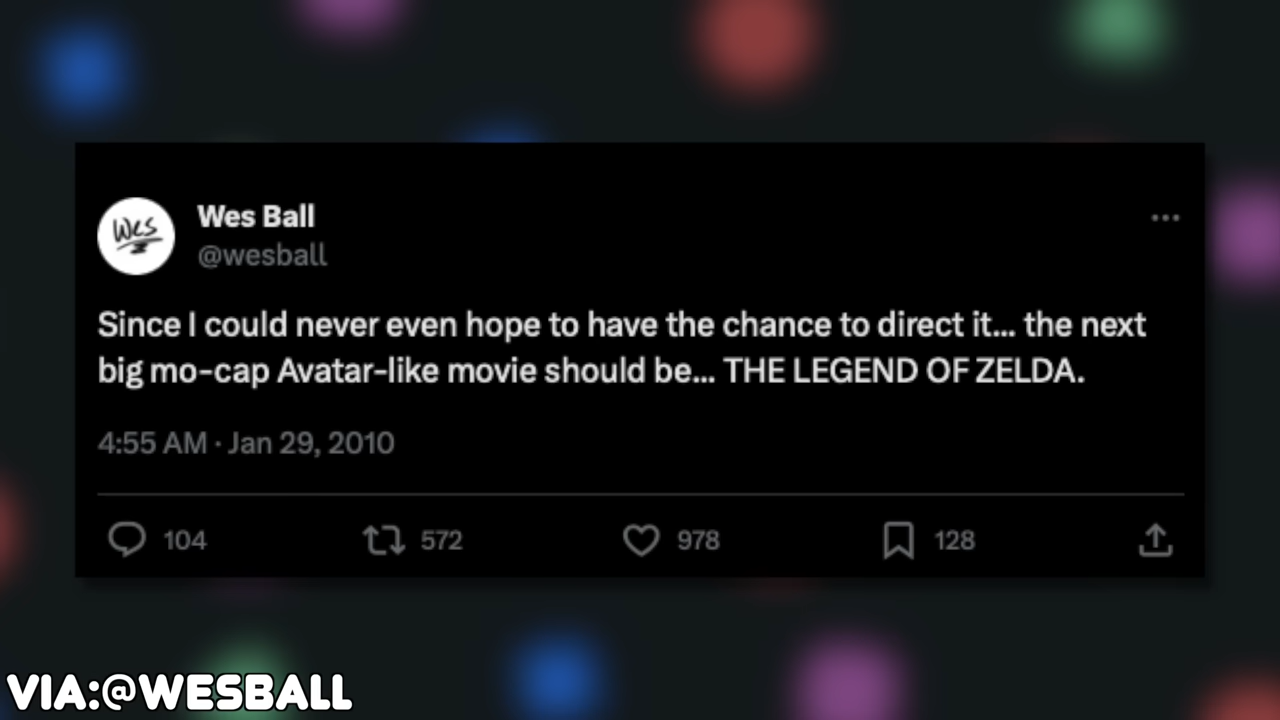 Wes
Wes Ball
@wesball
Since I could never even hope to have the chance to direct it... the next
big mo-cap Avatar-like movie should be... THE LEGEND OF ZELDA.
4:55 AM · Jan 29, 2010
104 572 978 128
VIA:@WESBALL